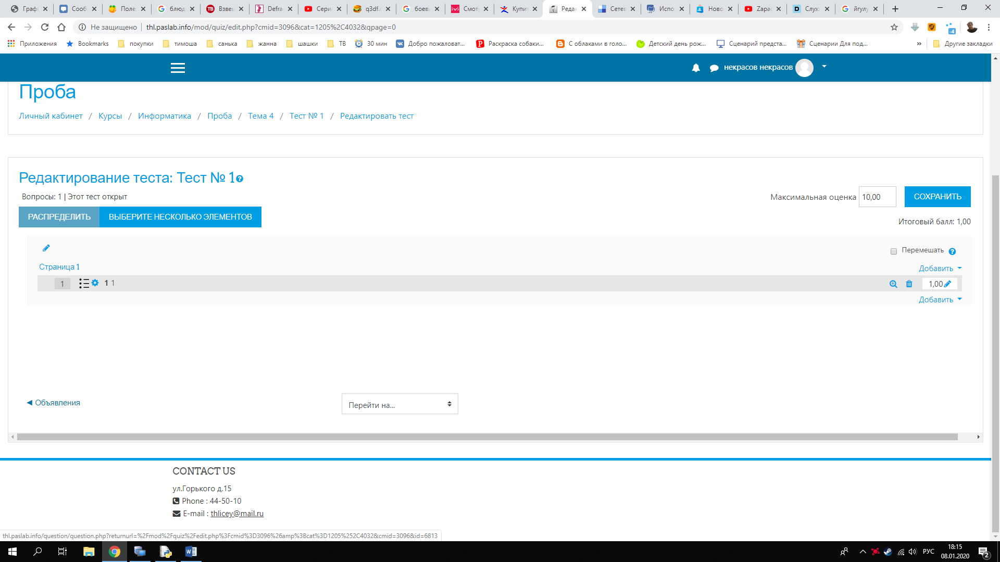 Граф
Сооб
Поле
блюд
Взвеш
Defra
Сери
q3df.
боев
Смот
Купит
Редак
Сетев
Испо
Ново
Zapa
Слух
йгулу
Не защищено | thl.paslab.info/mod/quiz/edit.php?cmid=3096&cat=1205%2C4032&qpage=0
-4
Приложения Bookmarks покупки тимоша санька жанна шашки ТВ 30 мин Добро пожаловат... Раскраска собаки... С облаками в голо... Детский день рож... Сценарий предста... Сценарии Для под... » Другие закладки
некрасов некрасов
Проба
Личный кабинет / Курсы / Информатика / Проба / Тема 4 / Тест № 1 / Редактировать тест
Редактирование теста: Тест № 1
Вопросы: 1 | Этот тест открыт
Максимальная оценка 10,00 СОХРАНИТЬ
РАСПРЕДЕЛИТЬ ВЫБЕРИТЕ НЕСКОЛЬКО ЭЛЕМЕНТОВ
Итоговый балл: 1,00
Перемешать
Страница 1
Добавить
1 1 1 1,00
Добавить
◄ Объявления
Перейти на...
CONTACT US
ул.Горького д.15
Phone : 44-50-10
E-mail : thlicey@mail.ru
thl.paslab.info/question/question.php?returnurl=%2Fmod%2Fquiz%2Fedit.php%3Fcmid%3D3096%26amp%3Bcat%3D1205%252C4032&cmid=3096&id=6813
РУС
18:15
08.01.2020
2